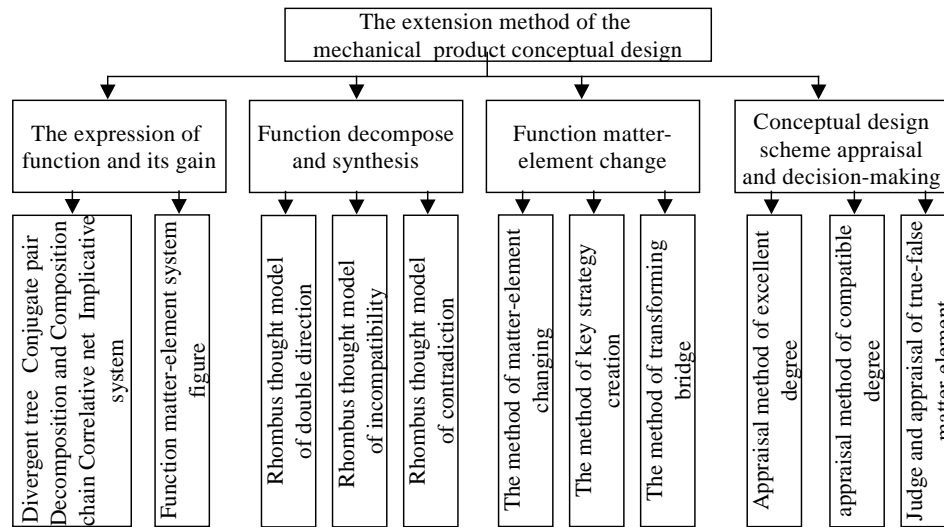 The extension method of the
mechanical product conceptual design
The expression of
function and its gain
Function decompose
and synthesis
Function matter-
element change
Conceptual design
scheme appraisal
and decision-making
Divergent tree Conjugate pair
Decomposition and Composition
chain Correlative net Implicative
system
Function matter-element system
figure
Rhombus thought model
of double direction
Rhombus thought model
of incompatibility
Rhombus thought model
of contradiction
The method of matter-element
changing
The method of key strategy
creation
The method of transforming
bridge
Appraisal method of excellent
degree
appraisal method of compatible
degree
Judge and appraisal of true-false
matter-element